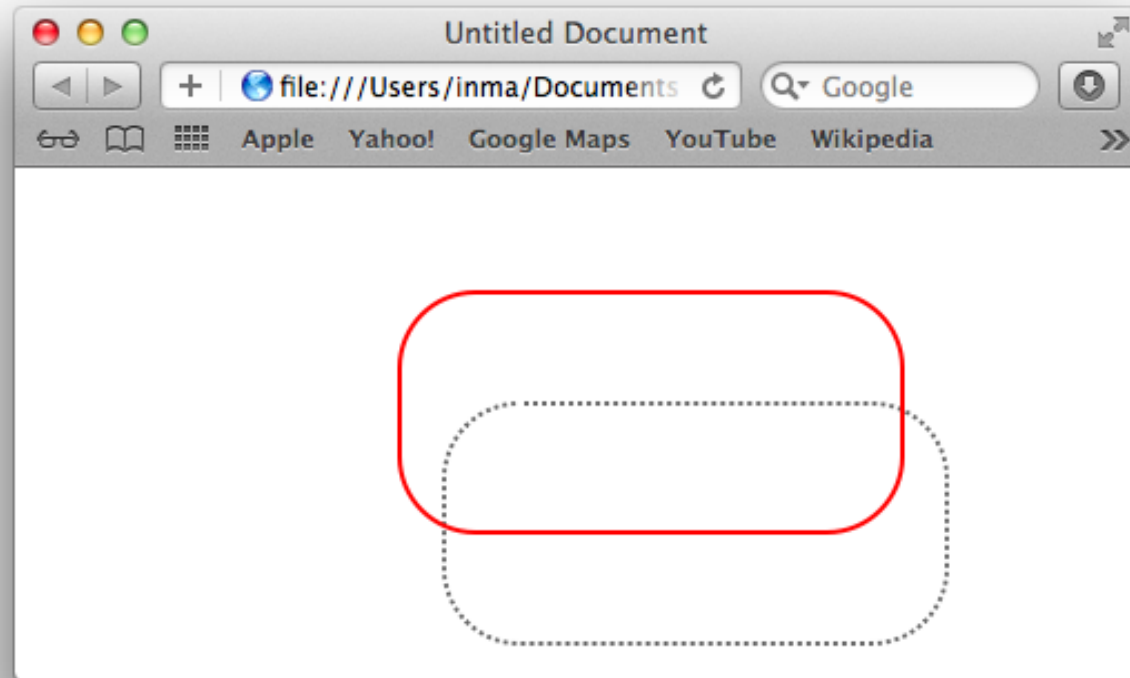 Untitled Document
file:///Users/inma/Documents
Google
Apple Yahoo! Google Maps YouTube Wikipedia